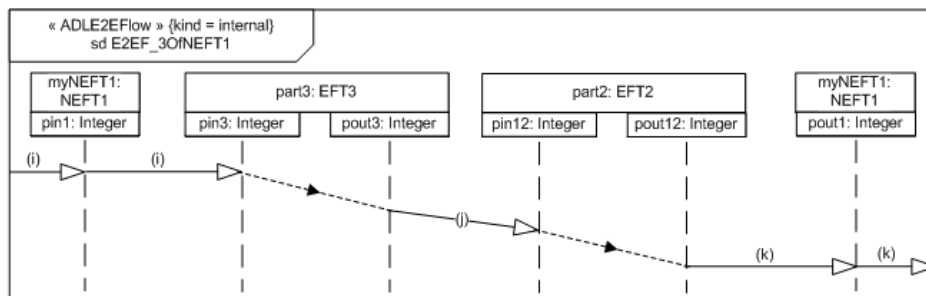 « ADLE2EFlow » {kind = internal}
sd E2EF_3OfNEFT1
myNEFT1:
NEFT1
part3: EFT3
part2: EFT2
myNEFT1:
NEFT1
pin1: Integer
pin3: Integer
pout3: Integer
pin12: Integer
pout12: Integer
pout1: Integer
(i)
(i)
(j)
(k)
(k)